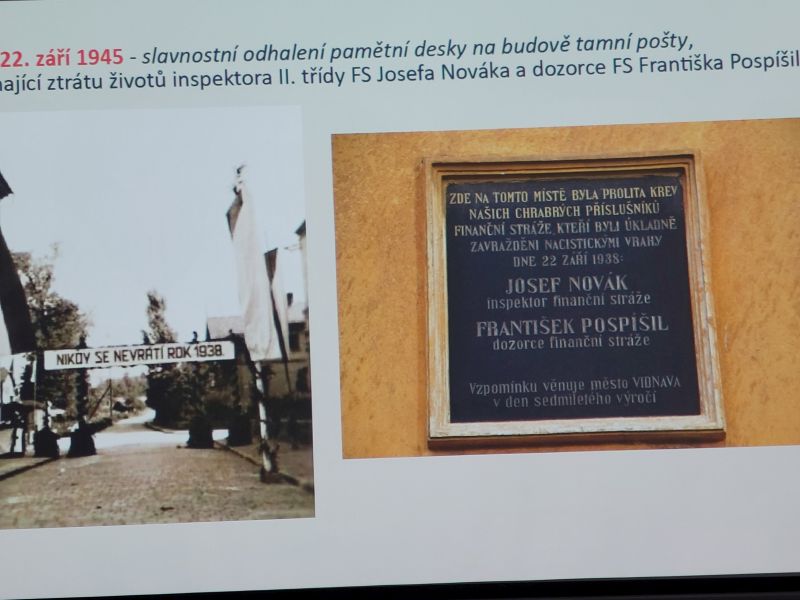 22. září 1945 - slavnostní odhalení pamětní desky na budově tamní pošty,
ztrátu životů inspektora II. třídy FS Josefa Nováka a dozorce FS Františka
NIKDY SE NEVRÁTÍ ROK 1938.
ZDE NA TOMTO MÍSTĚ BYLA PROLITA KREV
NAŠICH CHRABRÝCH PŘÍSLUŠNÍKŮ
FINANČNÍ STRÁŽE, KTEŘÍ BYLI ÚKLADNĚ
ZAVRAŽDĚNI NACISTICKÝMI VRAHY
DNE 22 ZÁŘÍ 1938:
JOSEF NOVÁK
inspektor finanční stráže
FRANTIŠEK POSPÍŠIL
dozorce finanční stráže
Vzpomínku věnuje město VIDNAVA
v den sedmiletého výročí